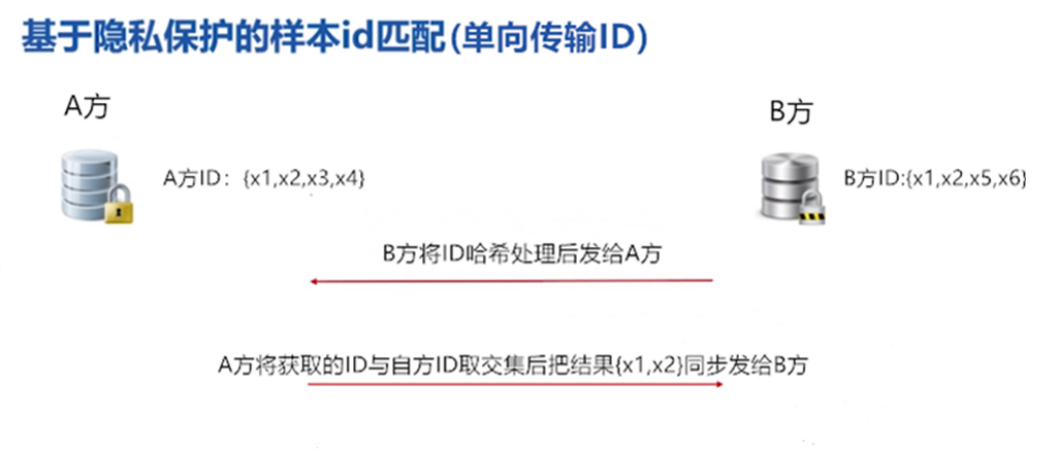 基于隐私保护的样本id匹配(单向传输ID)
A方
B方
A方ID：{x1,x2,x3,x4}
B方ID:{x1,x2,x5,x6}
B方将ID哈希处理后发给A方
A方将获取的ID与自方ID取交集后把结果{x1,x2}同步发给B方